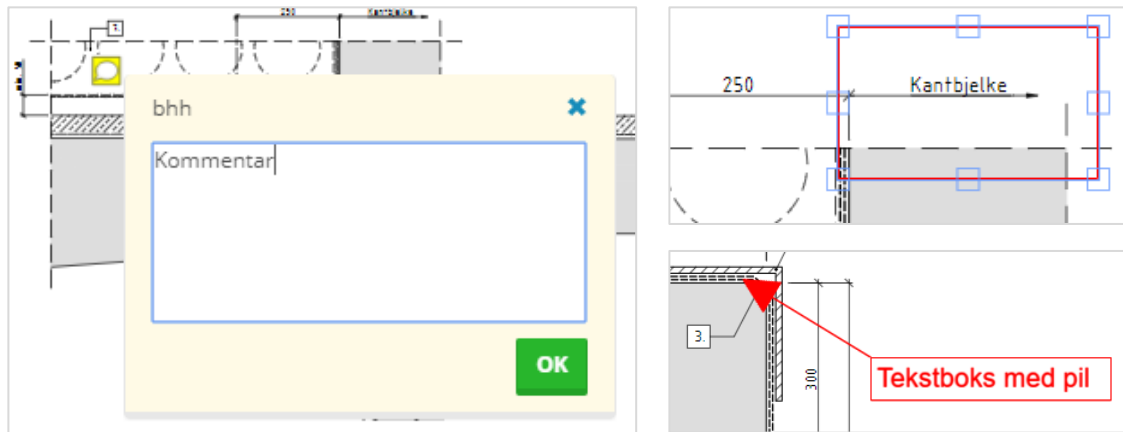 250
Kantbjelke
1.
bhh
Kommentar
OK
250
Kantbjelke
3.
300
Tekstboks med pil